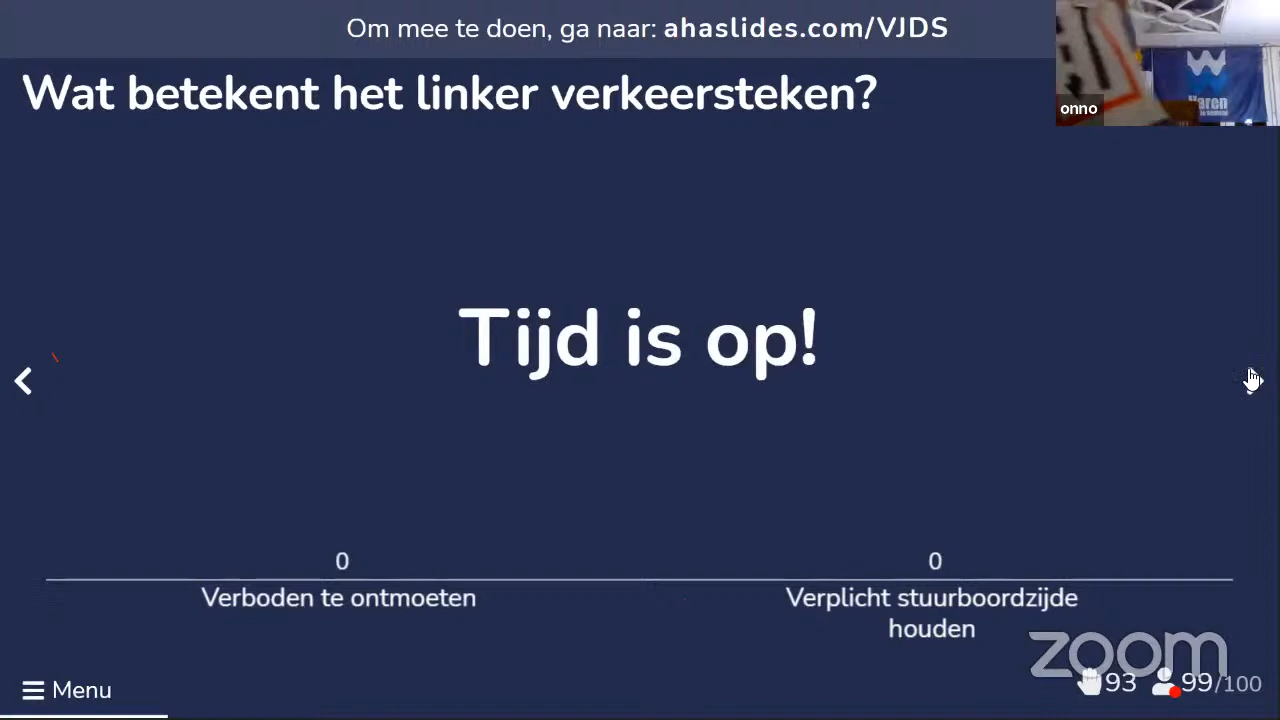 Om mee te doen, ga naar: ahaslides.com/VJDS
Wat betekent het linker verkeersteken?
onno
Varen
Tijd is op!
0
0
Verboden te ontmoeten
Verplicht stuurboordzijde
houden
zoom
Menu
93
99/100